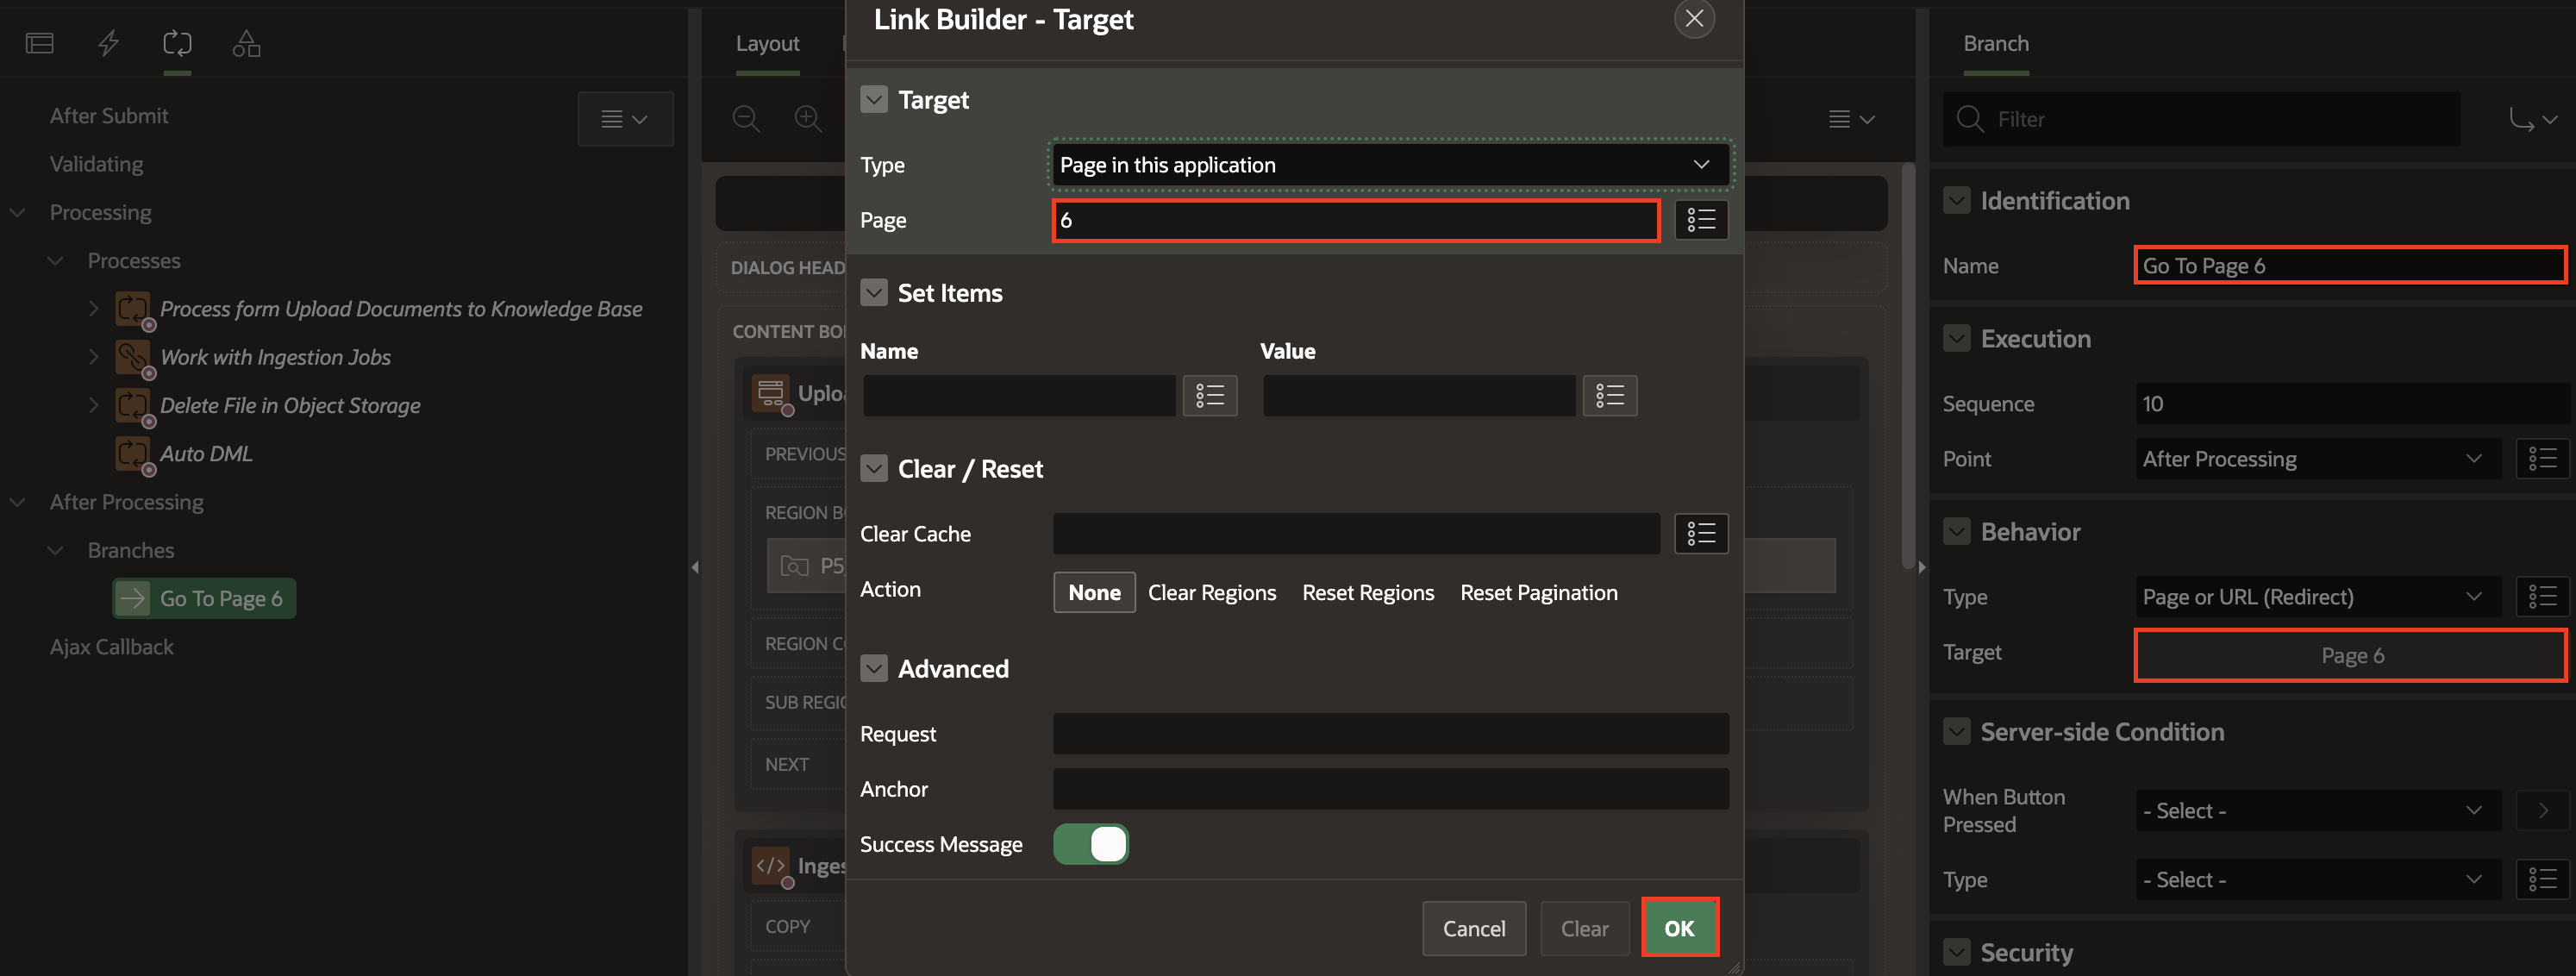 After Submit
Validating
Processing
Processes
Process form Upload Documents to Knowledge Base
Work with Ingestion Jobs
Delete File in Object Storage
Auto DML
After Processing
Branches
Go To Page 6
Ajax Callback
Layout
DIALOG HEAD
CONTENT BO
Uploa
PREVIOUS
REGION B
P5_
REGION CO
SUB REGIO
NEXT
Inges
COPY
Link Builder - Target
Target
Type
Page in this application
Page
6
Set Items
Name
Value
Clear / Reset
Clear Cache
Action
None
Clear Regions
Reset Regions
Reset Pagination
Advanced
Request
Anchor
Success Message
Cancel
Clear
OK
Branch
Filter
Identification
Name
Go To Page 6
Execution
Sequence
10
Point
After Processing
Behavior
Type
Page or URL (Redirect)
Target
Page 6
Server-side Condition
When Button
Pressed
- Select -
Type
- Select -
Security